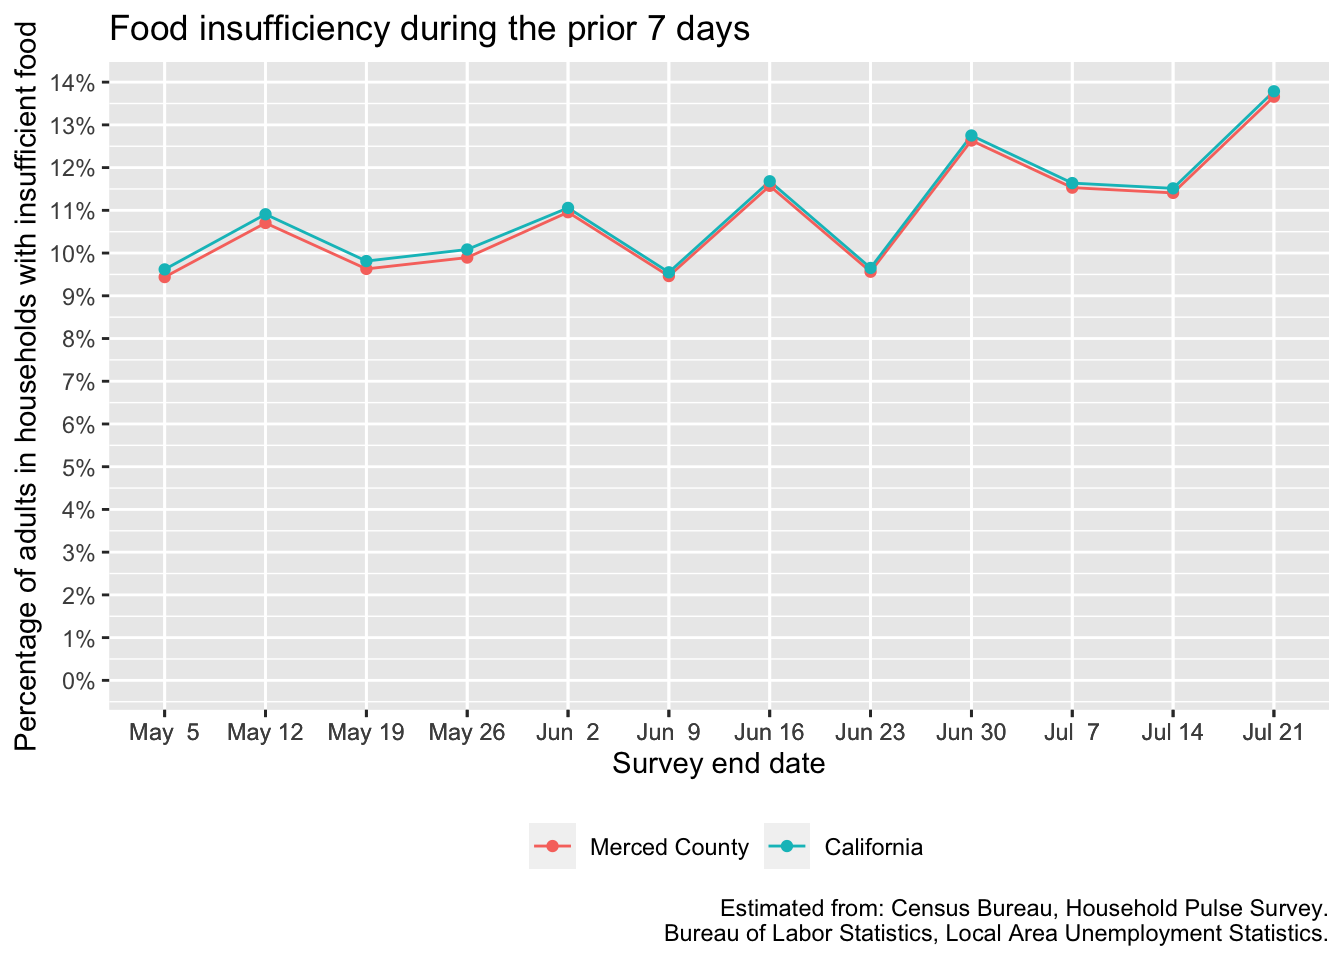 Food insufficiency during the prior 7 days
Percentage of adults in households with insufficient food
14%
13%
12%
11%
10%
9%
8%
7%
6%
5%
4%
3%
2%
1%
0%
May 5 May 12 May 19 May 26 Jun 2 Jun 9 Jun 16 Jun 23 Jun 30 Jul 7 Jul 14 Jul 21
Survey end date
Merced County California
Estimated from: Census Bureau, Household Pulse Survey.
Bureau of Labor Statistics, Local Area Unemployment Statistics.